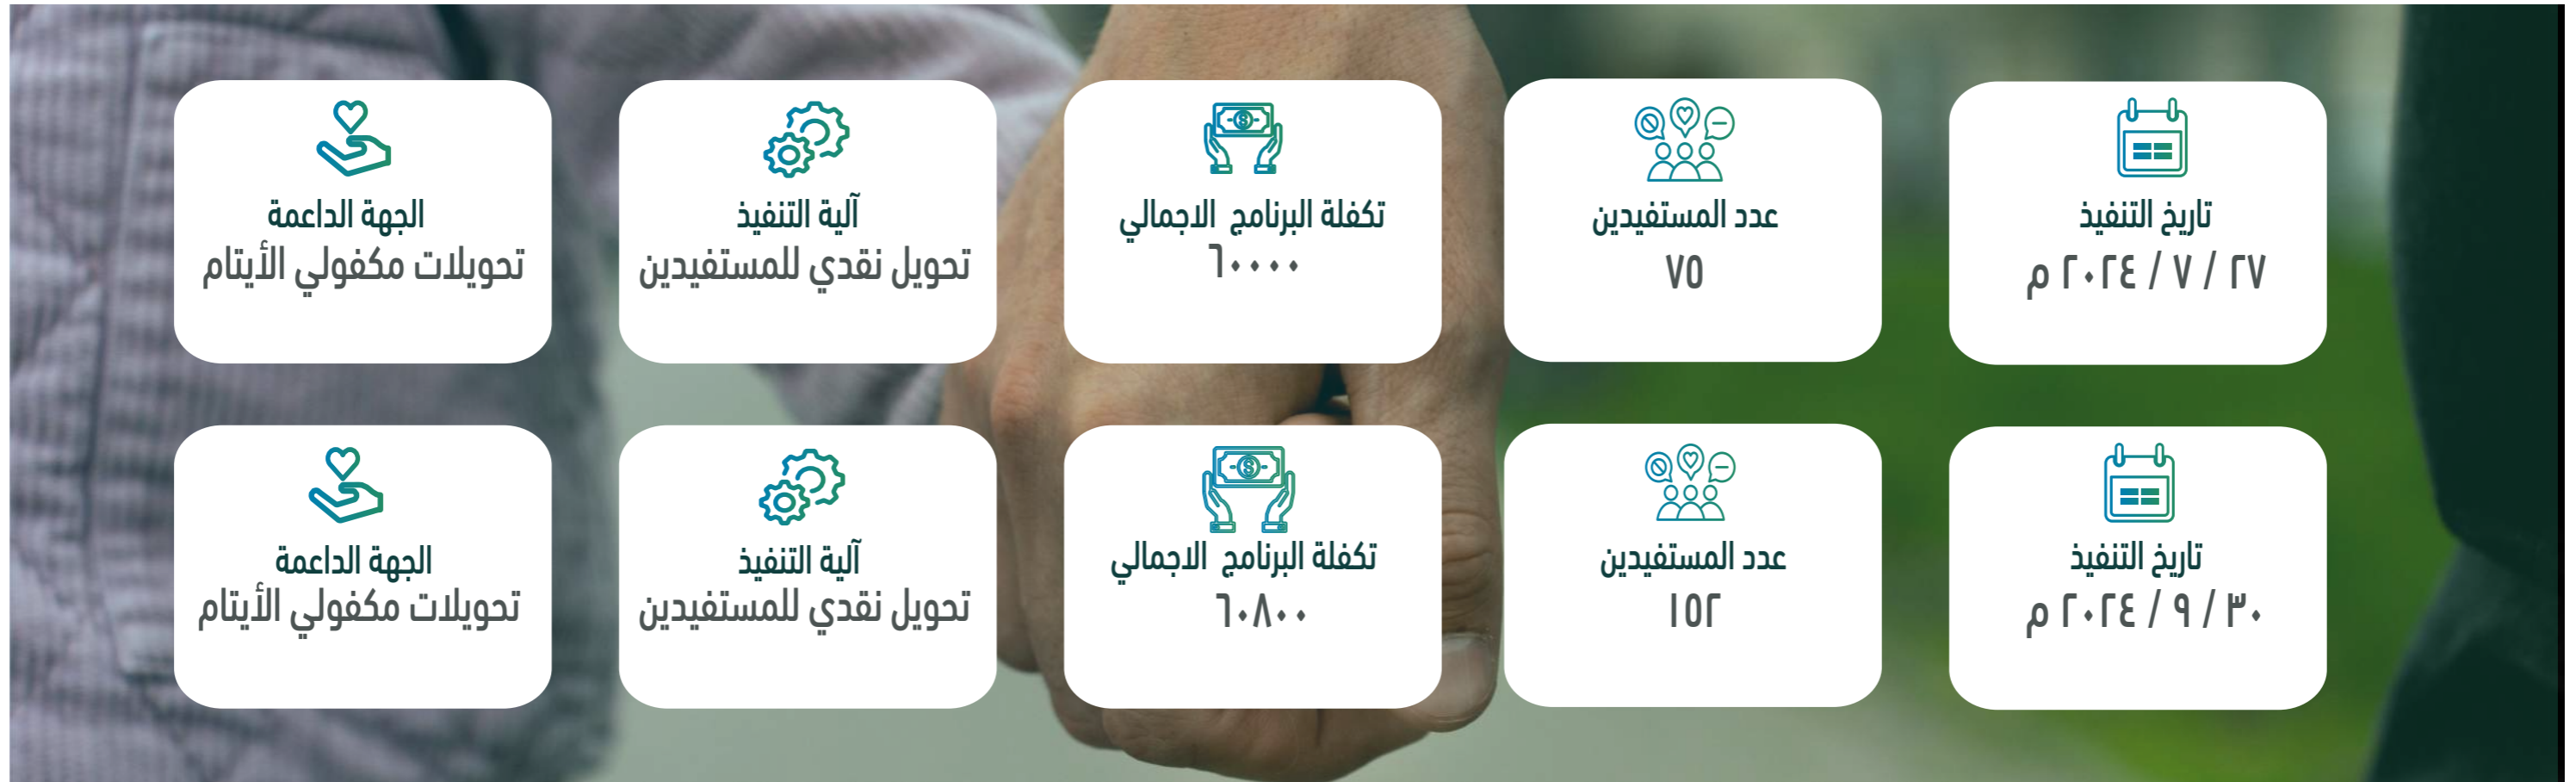 تاريخ التنفيذ
٢٧ / ٧ / ٢٠٢٤ م
عدد المستفيدين
٧٥
تكفلة البرنامج الاجمالي
٦٠٠٠٠
آلية التنفيذ
تحويل نقدي للمستفيدين
الجهة الداعمة
تحويلات مكفولي الأيتام
تاريخ التنفيذ
٣٠ / ٩ / ٢٠٢٤ م
عدد المستفيدين
١٥٢
تكفلة البرنامج الاجمالي
٦٠٨٠٠
آلية التنفيذ
تحويل نقدي للمستفيدين
الجهة الداعمة
تحويلات مكفولي الأيتام